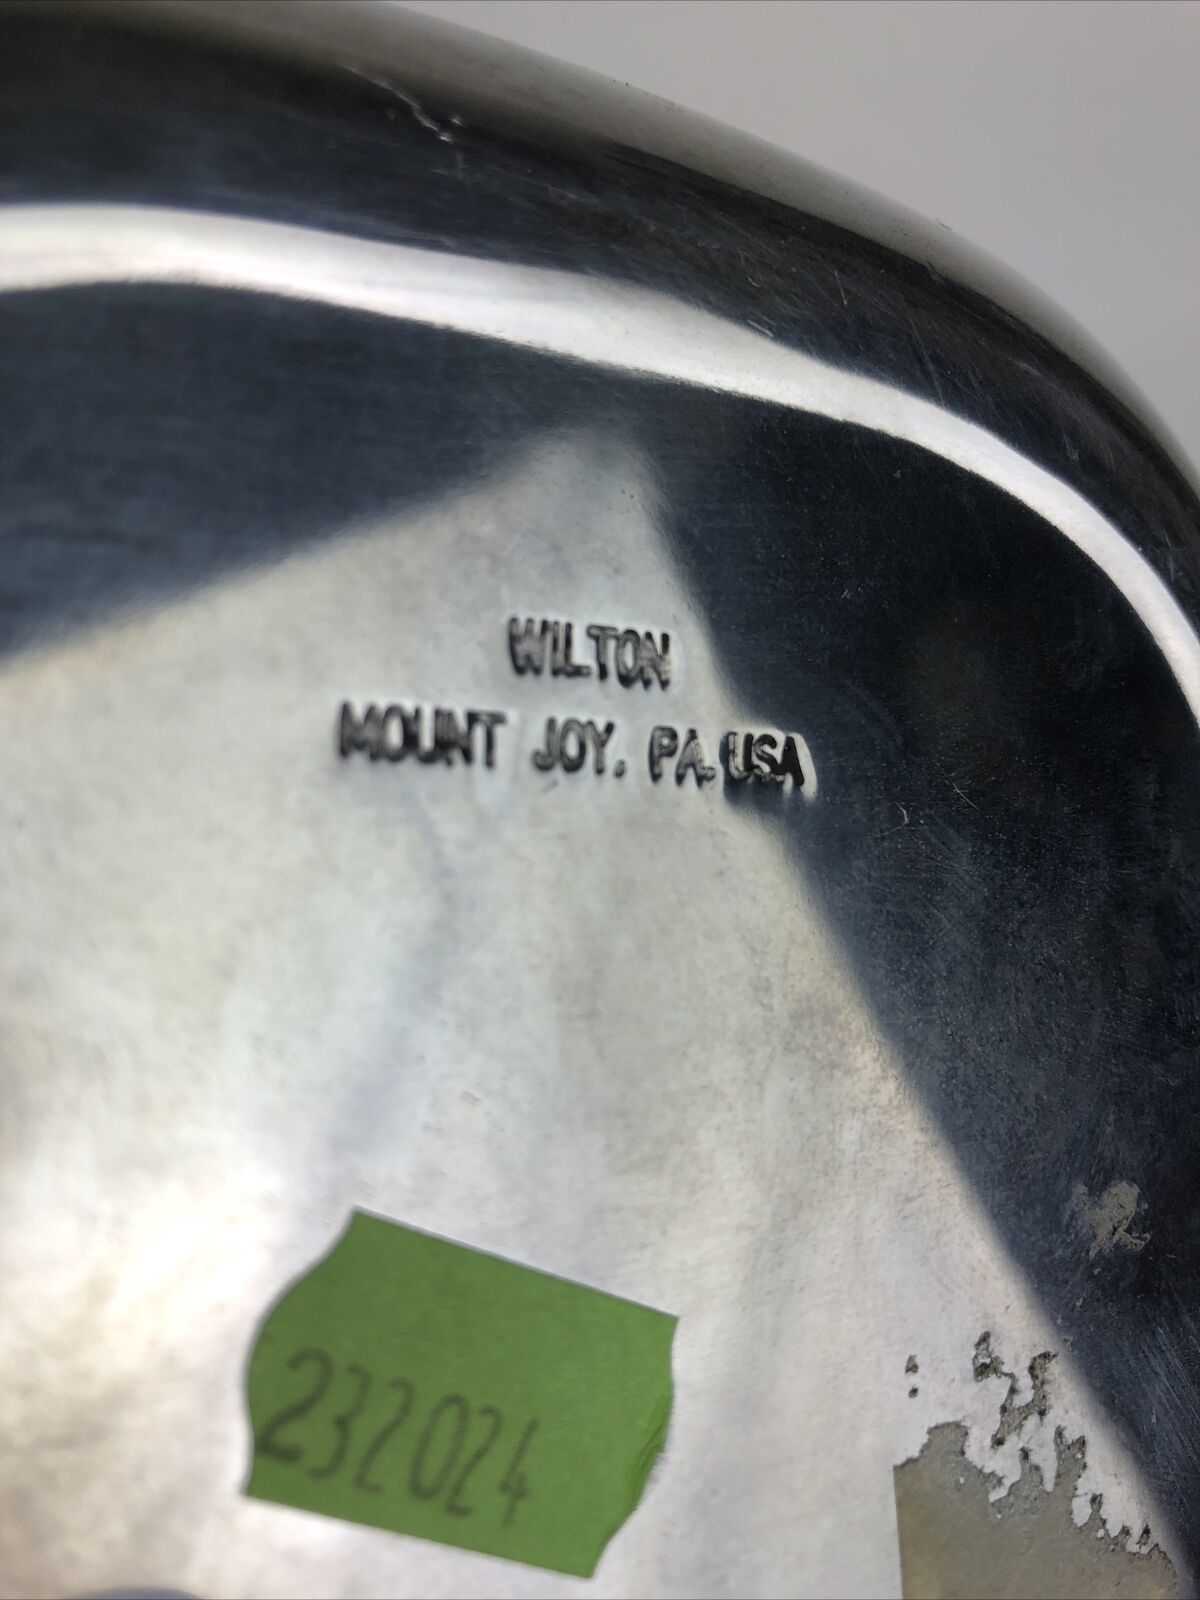 WILTON
MOUNT JOY, PA. USA
232024